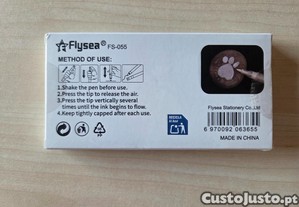 Flysea® FS-055
METHOD OF USE:
1.Shake the pen before use.
2.Press the tip to release the air.
3.Press the tip vertically several
times until the ink begins to flow.
4.Keep tightly capped after each use.
Flysea Stationery Co.,Ltd
6 970092 063655
MADE IN CHINA
CustoJusto.pt